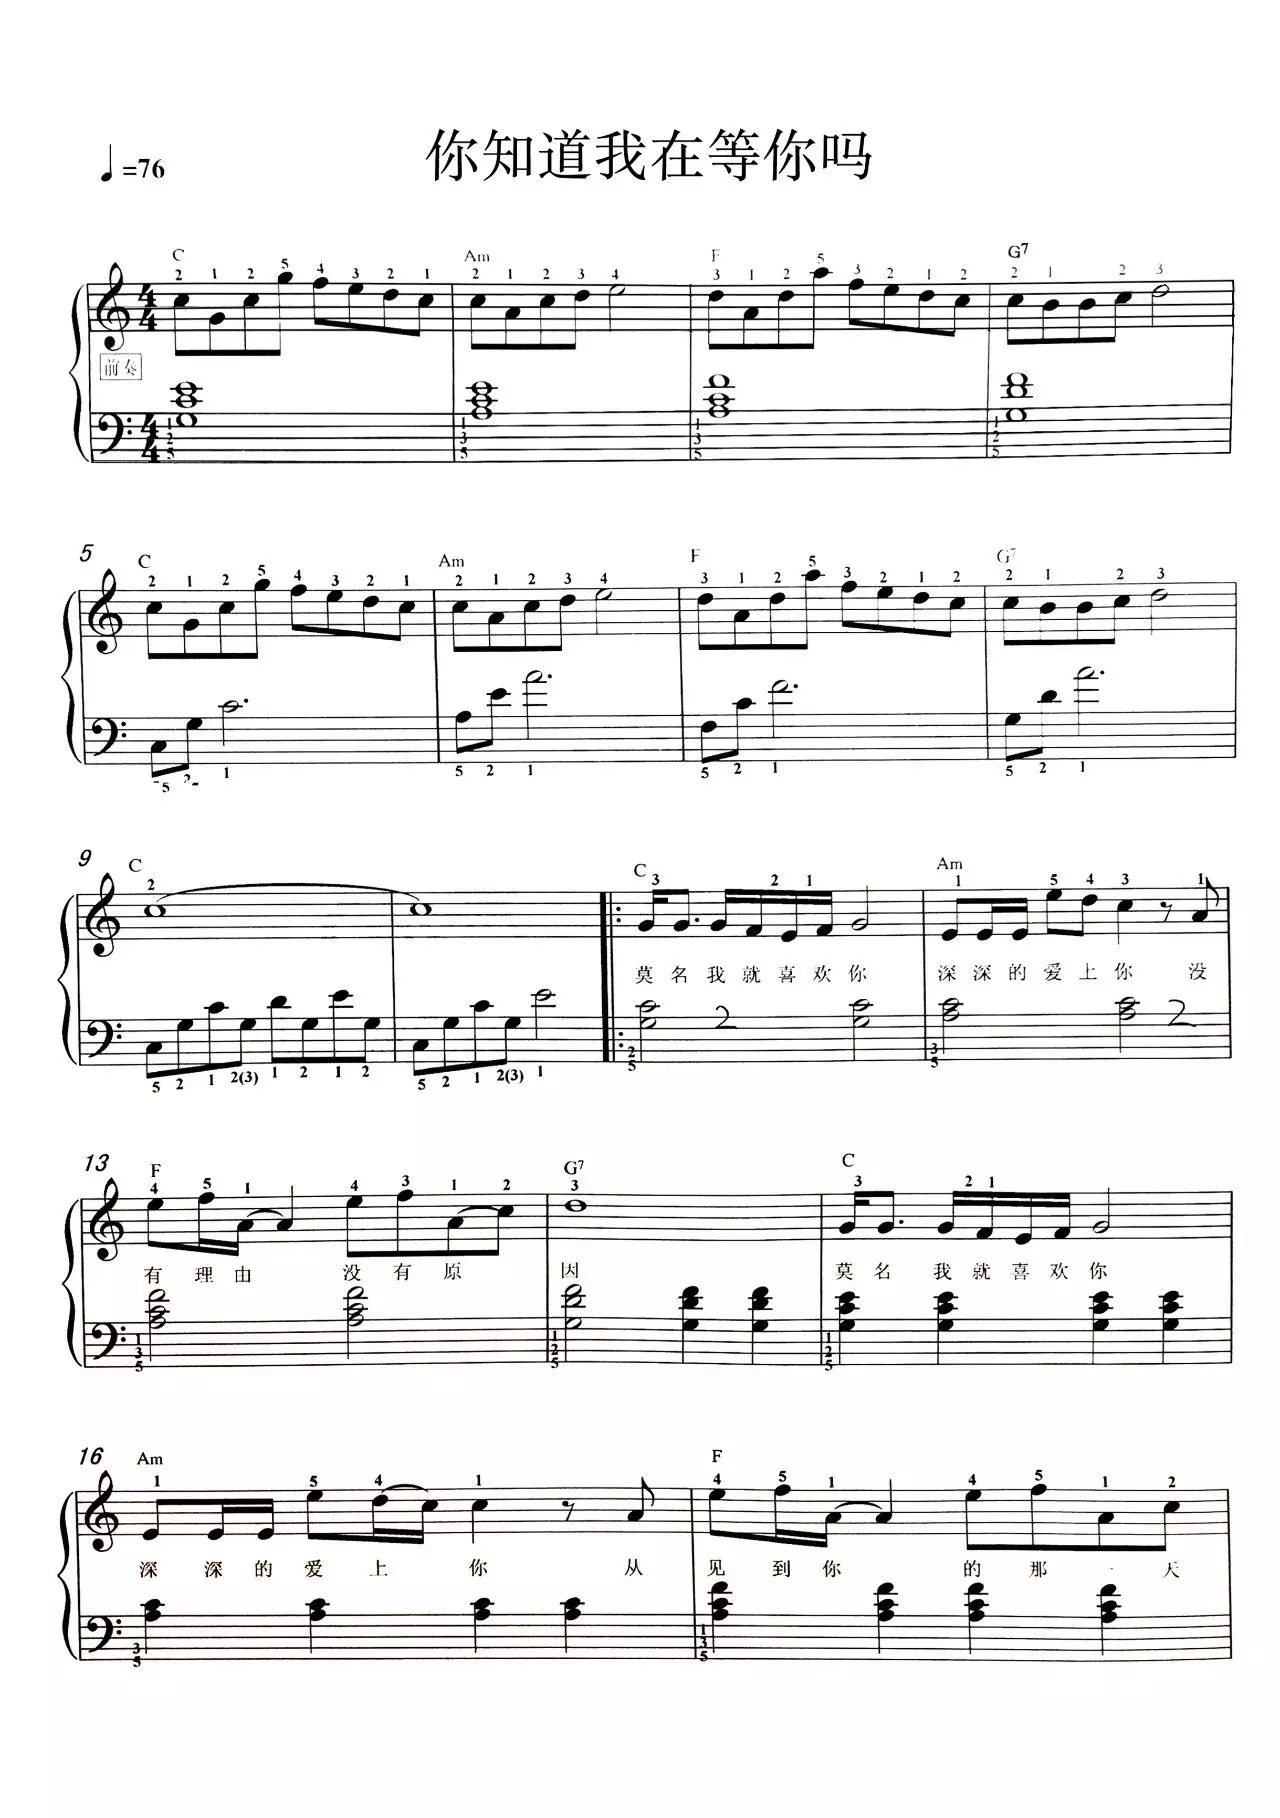 你知道我在等你吗
♩=76
C Am F G7
2 1 2 5 4 3 2 1 2 1 2 3 4 3 1 2 5 3 2 1 2 2 1 2 3
前奏
4 4
4 4
1 2 5 1 3 5 1 3 5 1 2 5
5
C Am F G7
2 1 2 5 4 3 2 1 2 1 2 3 4 3 1 2 5 3 2 1 2 2 1 2 3
5 2 1 5 2 1 5 2 1 5 2 1
9
C C Am
2 3 2 1 1 5 4 3 1
莫名我就喜欢你 深深的爱上你 没
2 2
5 2 1 2(3) 1 2 1 2 5 2 1 2(3) 1 2 5 3 5
13
F G7 C
4 5 1 4 3 1 2 3 3 2 1
有理由 没有原 因 莫名 我就喜欢你
1 3 5 1 2 5 1 2 5
16
Am F
1 5 4 1 4 5 1 4 5 1 2
深 深的爱上 你 从 见到你 的那一天
3 5 1 3 5